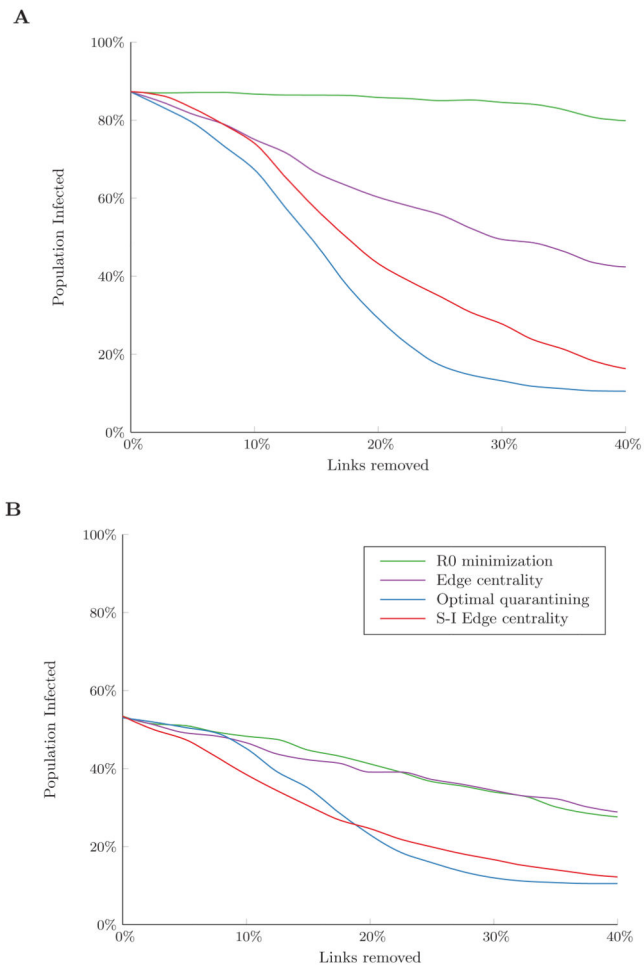 A
100%
80%
60%
40%
20%
0%
Population Infected
0% 10% 20% 30% 40%
Links removed
B
100%
80%
60%
40%
20%
0%
Population Infected
R0 minimization
Edge centrality
Optimal quarantining
S-I Edge centrality
0% 10% 20% 30% 40%
Links removed